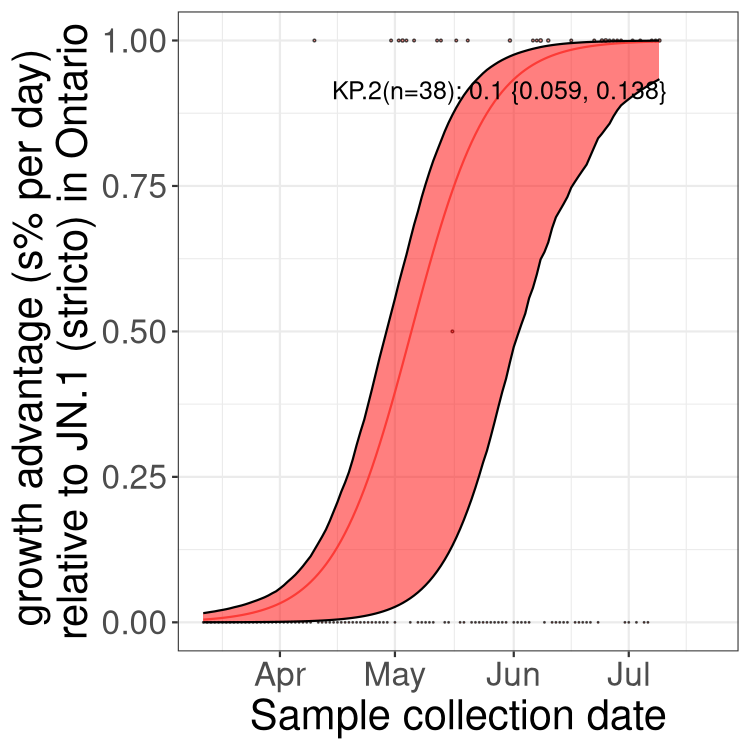 growth advantage (s% per day)
relative to JN.1 (stricto) in Ontario
1.00
0.75
0.50
0.25
0.00
KP.2(n=38): 0.1 {0.059, 0.138}
Apr May Jun Jul
Sample collection date